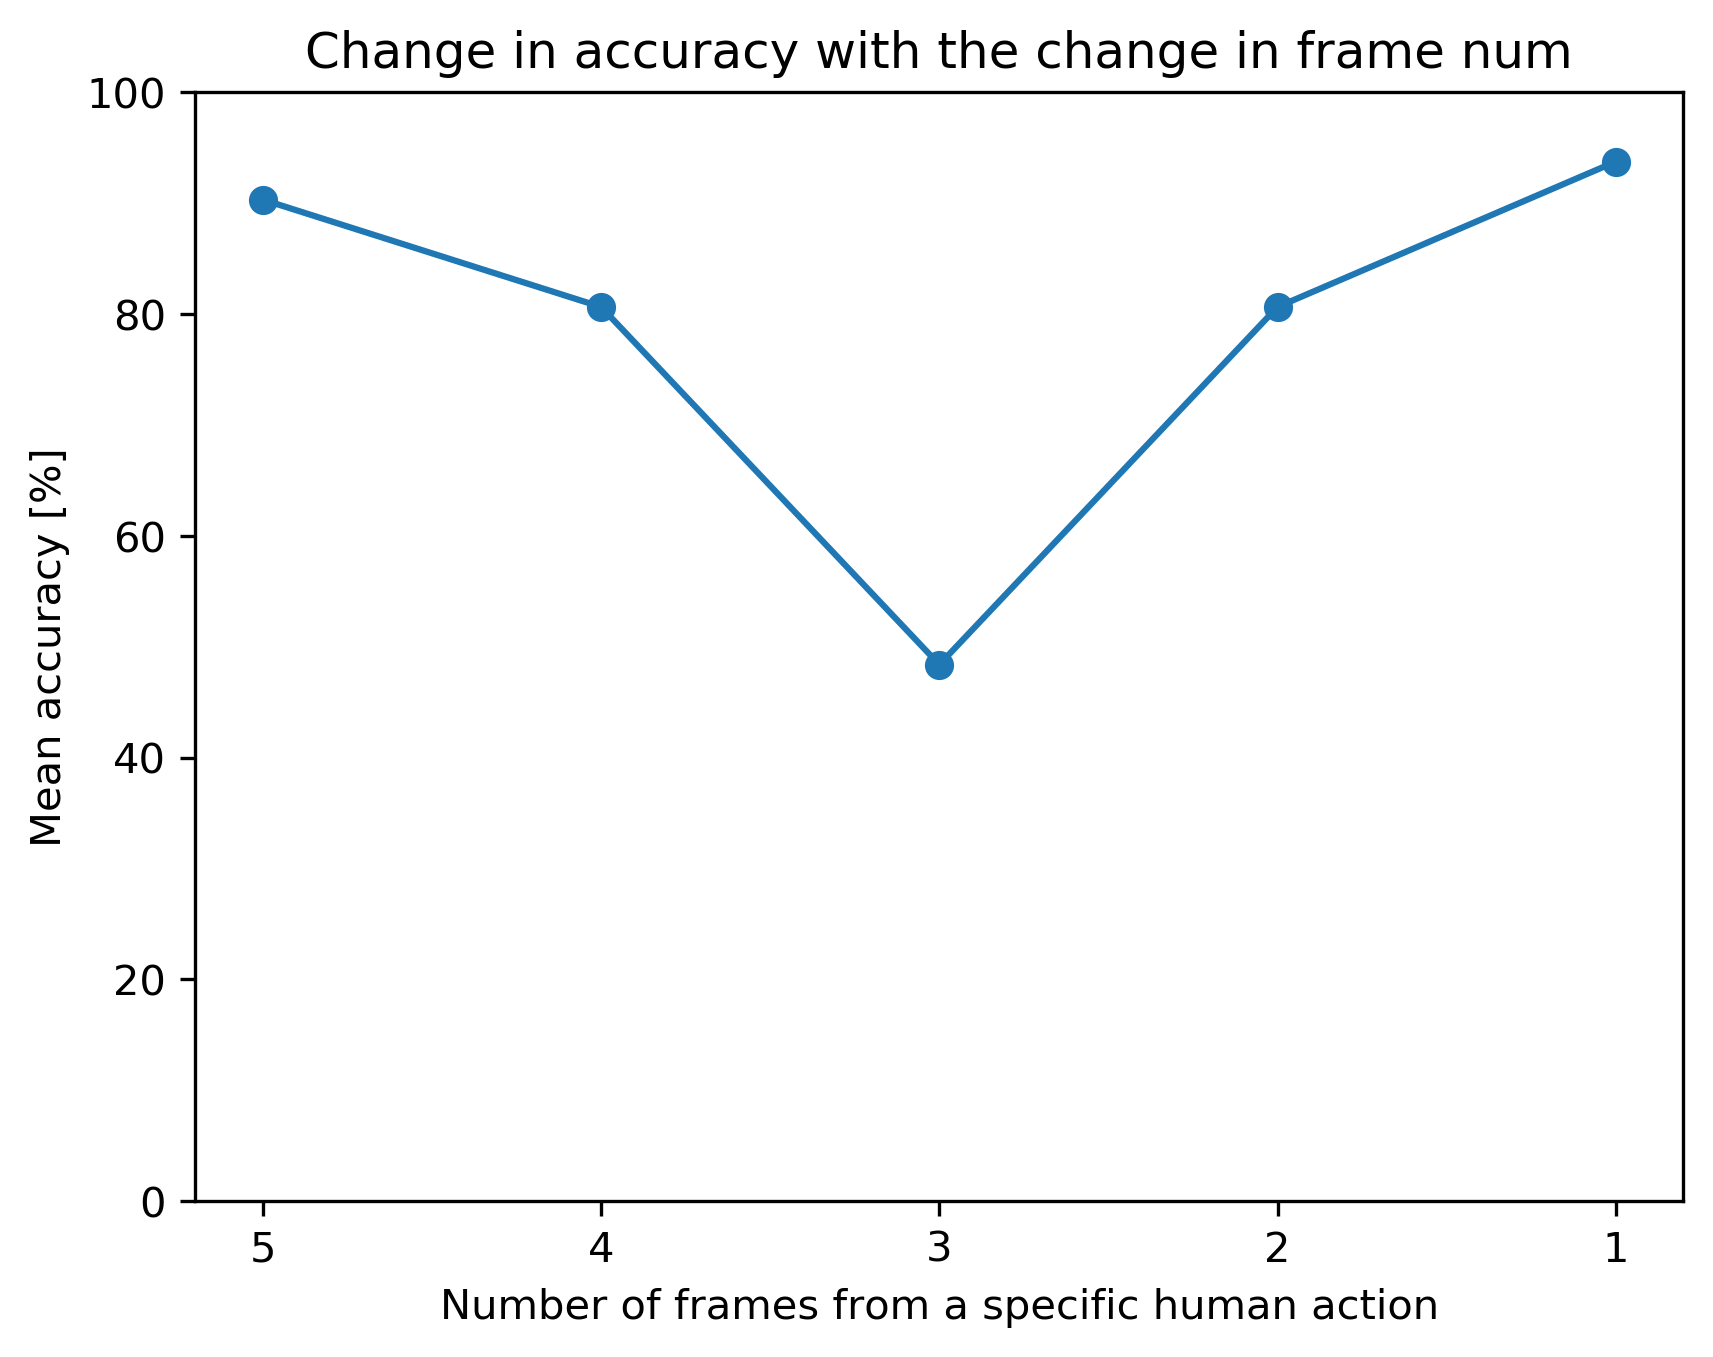 Change in accuracy with the change in frame num
100
80
60
40
20
0
Mean accuracy [%]
5 4 3 2 1
Number of frames from a specific human action